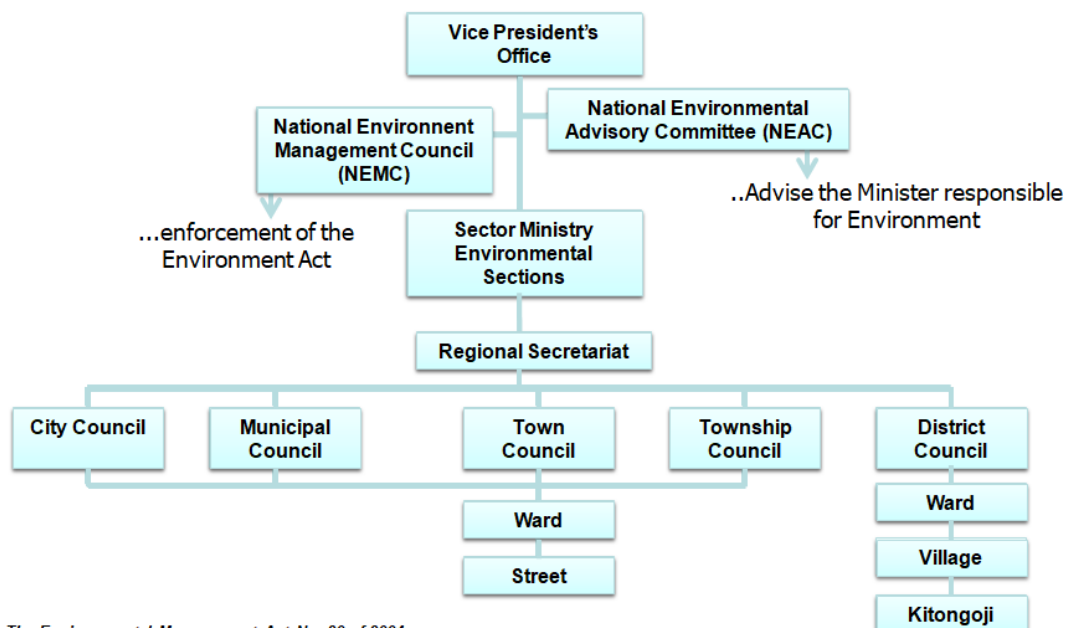 Vice President's
Office
National Environmental
Advisory Committee (NEAC)
National Environnent
Management Council
(NEMC)
..Advise the Minister responsible
for Environment
...enforcement of the
Environment Act
Sector Ministry
Environmental
Sections
Regional Secretariat
City Council
Municipal
Council
Town
Council
Township
Council
District
Council
Ward
Street
Ward
Village
Kitongoji